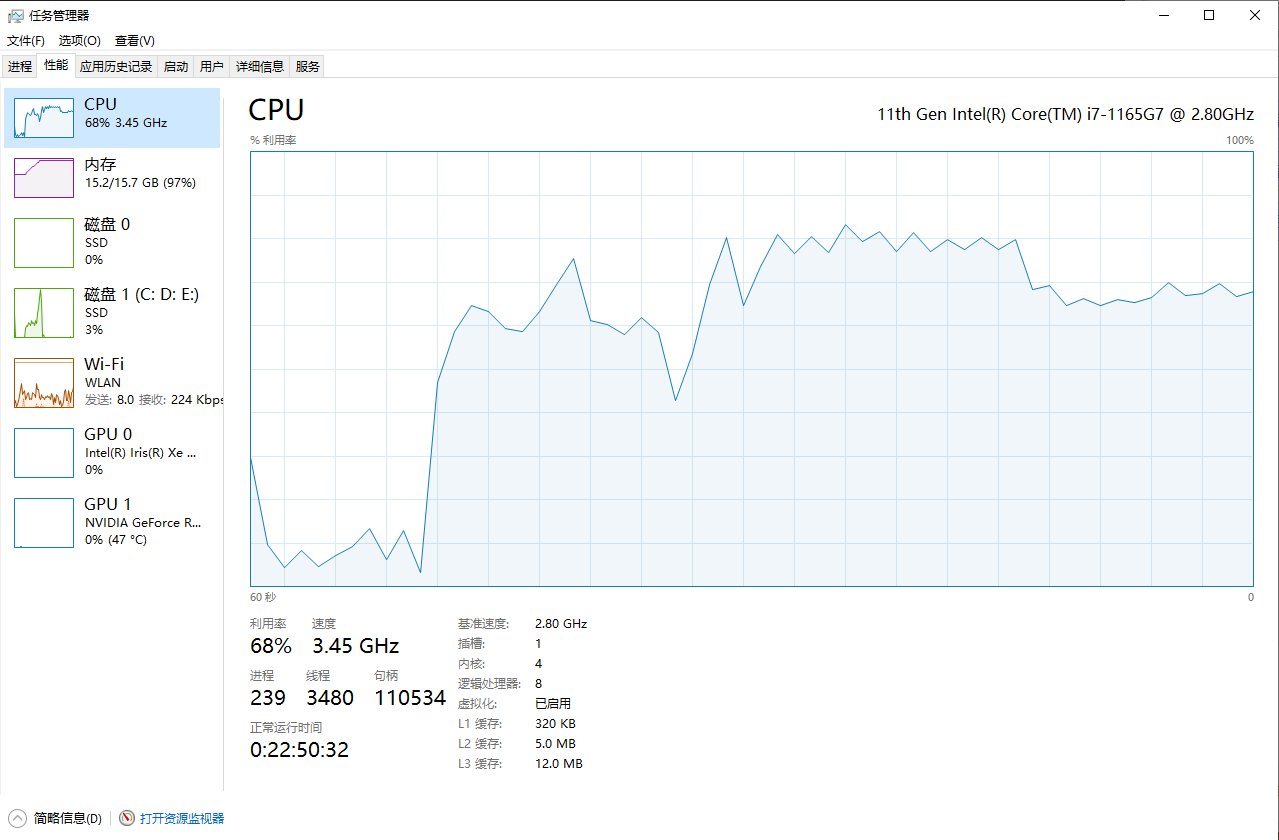 任务管理器
文件(F) 选项(O) 查看(V)
进程 性能 应用历史记录 启动 用户 详细信息 服务
CPU
68% 3.45 GHz
内存
15.2/15.7 GB (97%)
磁盘 0
SSD
0%
磁盘 1 (C: D: E:)
SSD
3%
Wi-Fi
WLAN
发送: 8.0 接收: 224 Kbps
GPU 0
Intel(R) Iris(R) Xe ...
0%
GPU 1
NVIDIA GeForce R...
0% (47 °C)
CPU
11th Gen Intel(R) Core(TM) i7-1165G7 @ 2.80GHz
% 利用率
100%
60 秒
0
利用率 速度
68% 3.45 GHz
进程 线程 句柄
239 3480 110534
正常运行时间
0:22:50:32
基准速度: 2.80 GHz
插槽: 1
内核: 4
逻辑处理器: 8
虚拟化: 已启用
L1 缓存: 320 KB
L2 缓存: 5.0 MB
L3 缓存: 12.0 MB
简略信息(D)
打开资源监视器